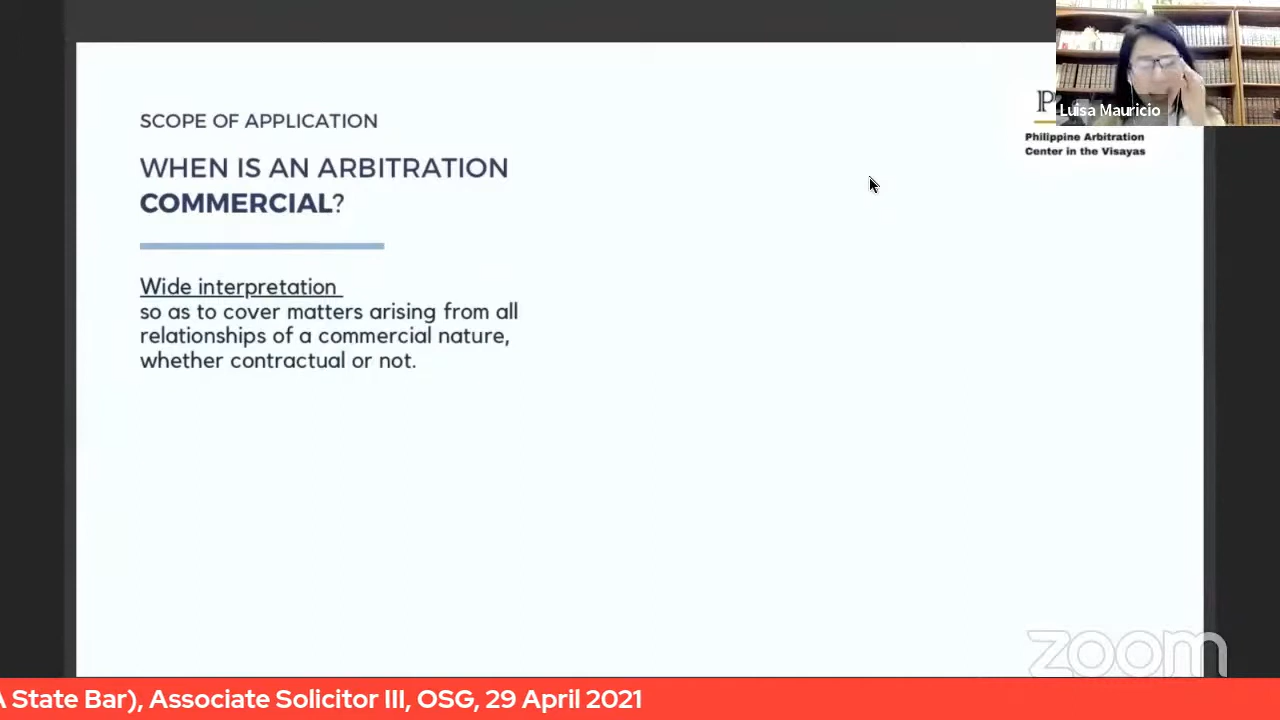 SCOPE OF APPLICATION
WHEN IS AN ARBITRATION
COMMERCIAL?
Wide interpretation
so as to cover matters arising from all
relationships of a commercial nature,
whether contractual or not.
Luisa Mauricio
Philippine Arbitration
Center in the Visayas
zoom
A State Bar), Associate Solicitor III, OSG, 29 April 2021